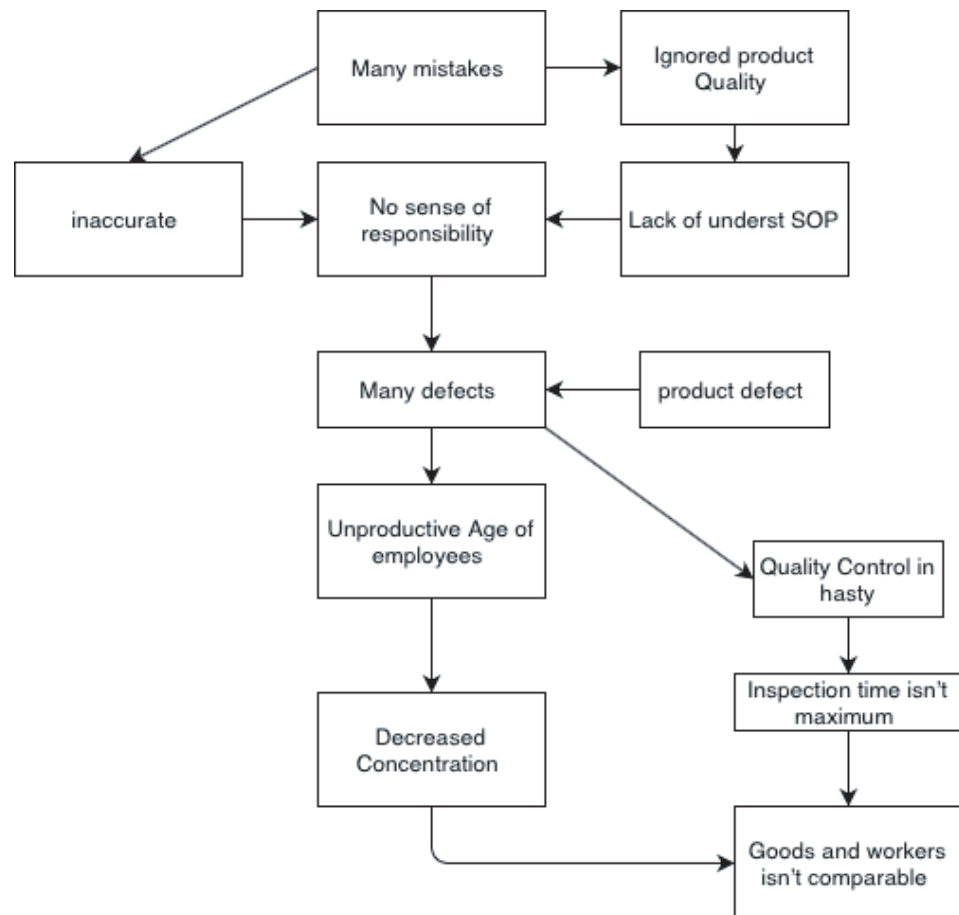 Many mistakes
Ignored product
Quality
inaccurate
No sense of
responsibility
Lack of underst SOP
Many defects
product defect
Unproductive Age of
employees
Quality Control in
hasty
Inspection time isn't
maximum
Decreased
Concentration
Goods and workers
isn't comparable